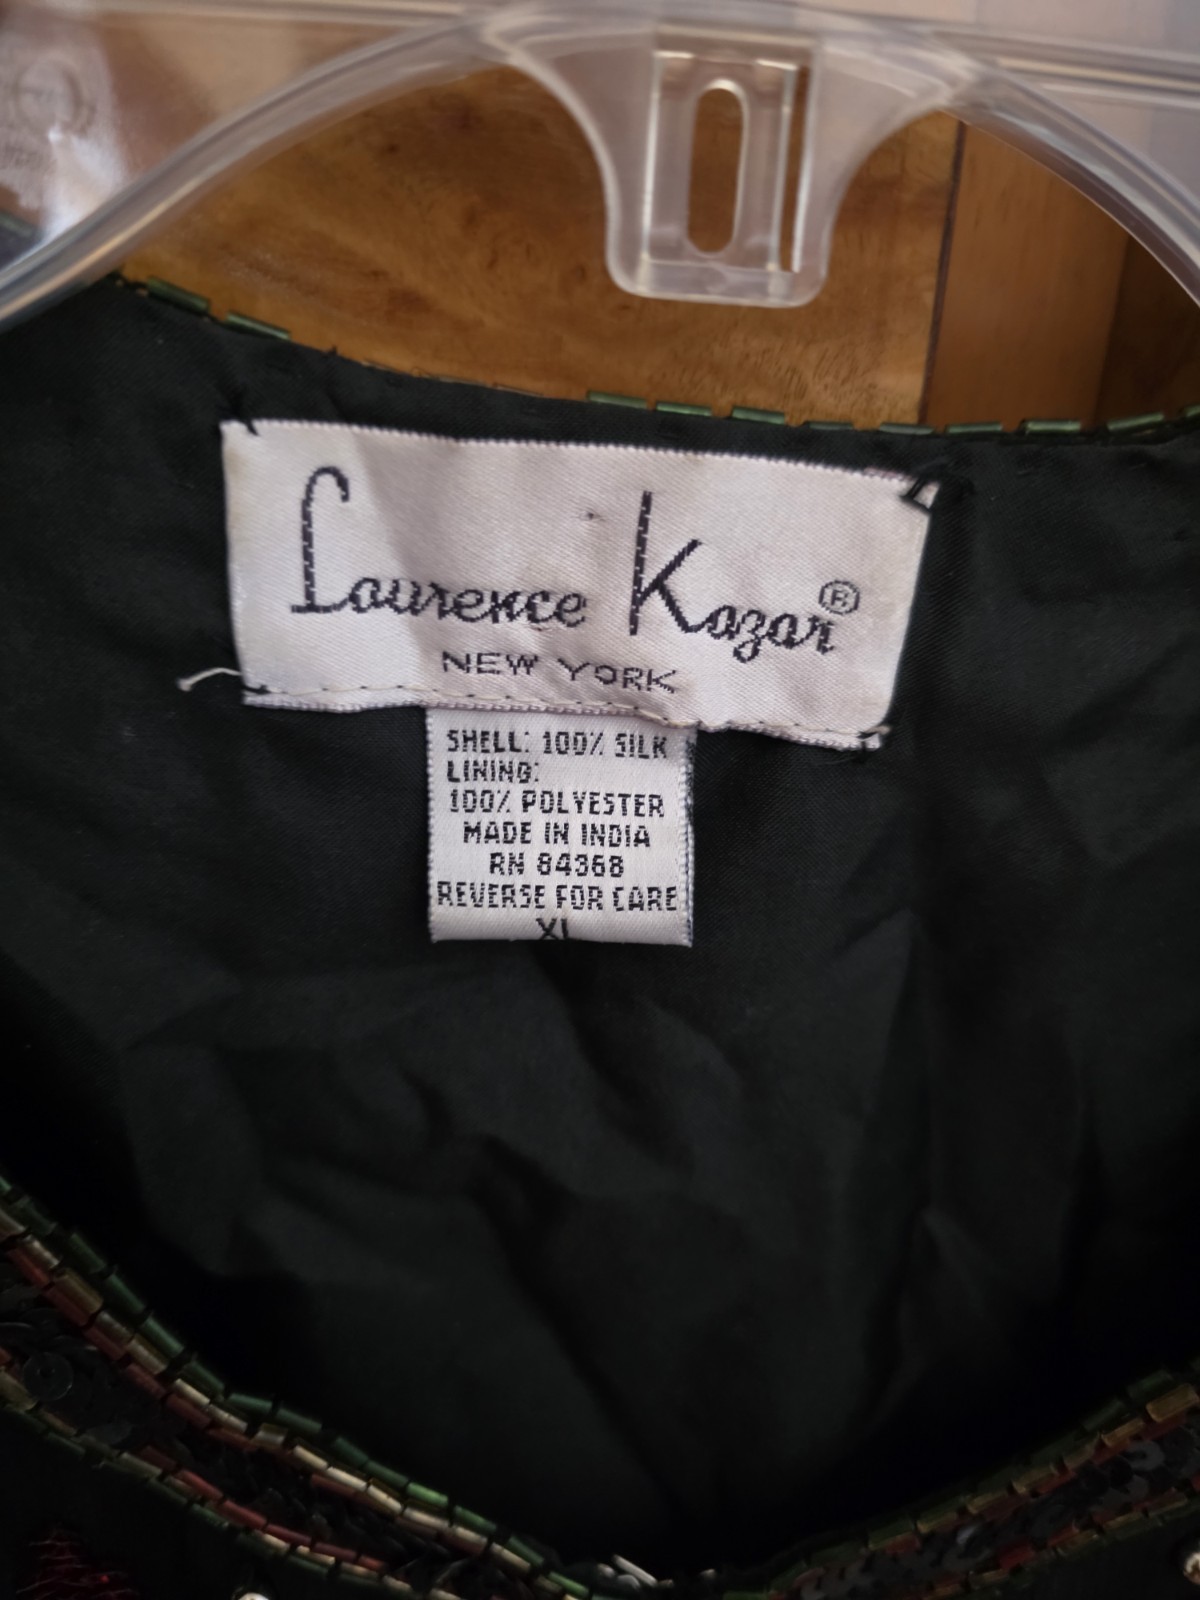 Laurence Kazar®
NEW YORK
SHELL: 100% SILK
LINING:
100% POLYESTER
MADE IN INDIA
RN 84368
REVERSE FOR CARE
XL